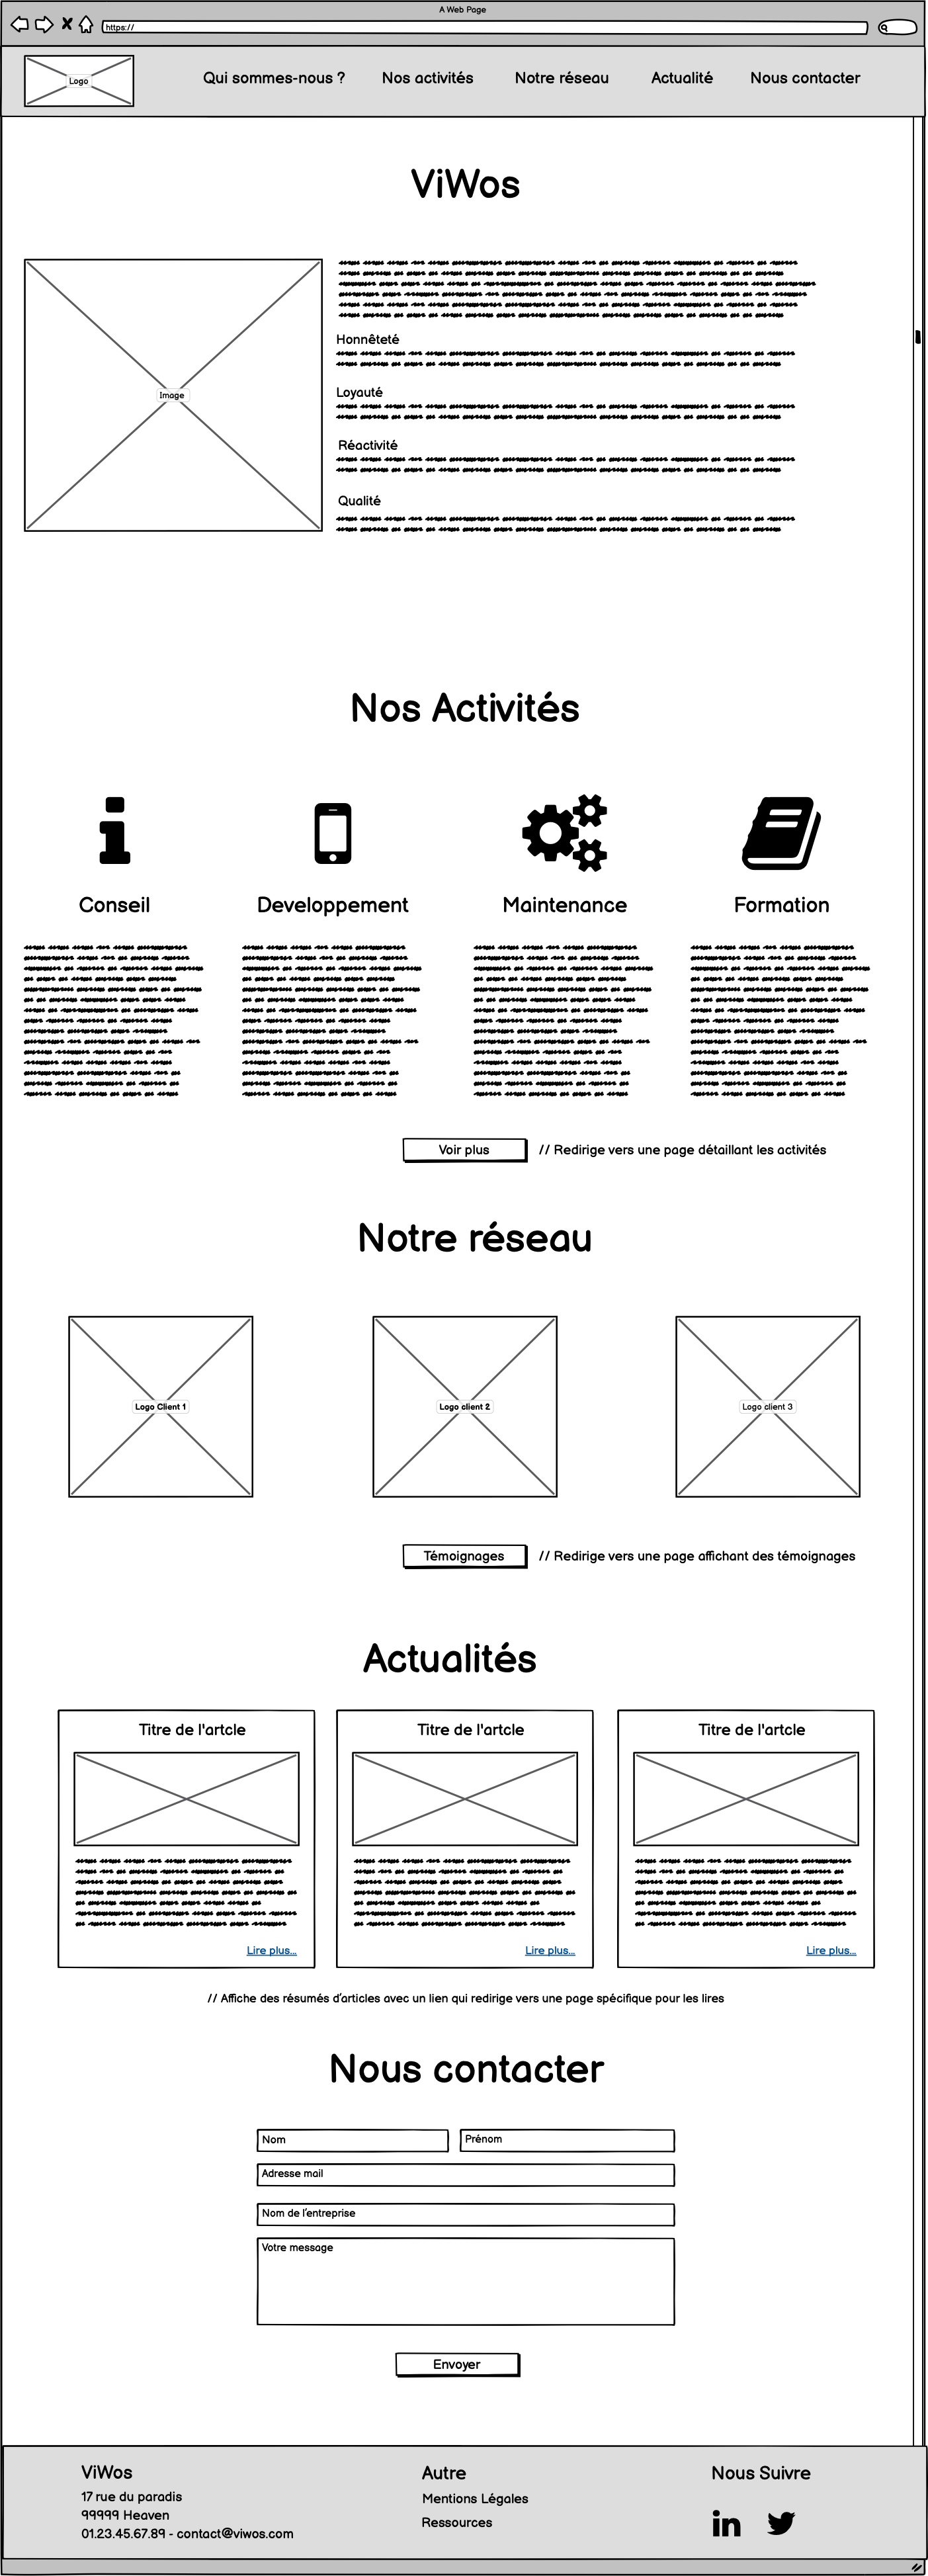 A Web Page
https://
Logo
Qui sommes-nous ?
Nos activités
Notre réseau
Actualité
Nous contacter
ViWos
Image
Honnêteté
Loyauté
Réactivité
Qualité
Nos Activités
Conseil
Developpement
Maintenance
Formation
Voir plus
// Redirige vers une page détaillant les activités
Notre réseau
Logo Client 1
Logo client 2
Logo client 3
Témoignages
// Redirige vers une page affichant des témoignages
Actualités
Titre de l'artcle
Titre de l'artcle
Titre de l'artcle
Lire plus...
Lire plus...
Lire plus...
// Affiche des résumés d'articles avec un lien qui redirige vers une page spécifique pour les lires
Nous contacter
Nom
Prénom
Adresse mail
Nom de l'entreprise
Votre message
Envoyer
ViWos
17 rue du paradis
99999 Heaven
01.23.45.67.89 - contact@viwos.com
Autre
Mentions Légales
Ressources
Nous Suivre
in